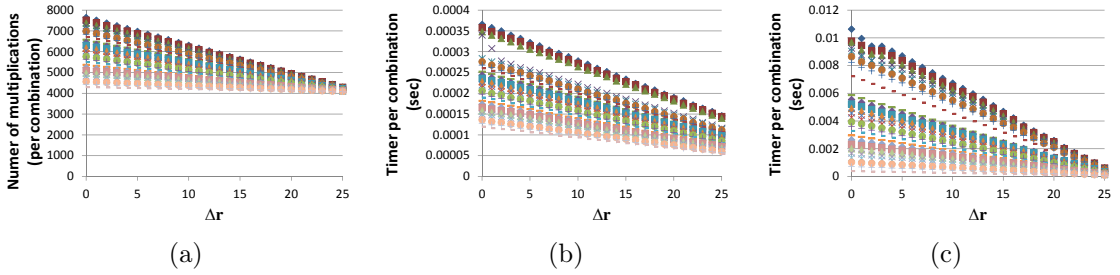 Numer of multiplications
(per combination)
8000
7000
6000
5000
4000
3000
2000
1000
0
0 5 10 15 20 25
Δr
(a)
Timer per combination
(sec)
0.0004
0.00035
0.0003
0.00025
0.0002
0.00015
0.0001
0.00005
0
0 5 10 15 20 25
Δr
(b)
Timer per combination
(sec)
0.012
0.01
0.008
0.006
0.004
0.002
0
0 5 10 15 20 25
Δr
(c)